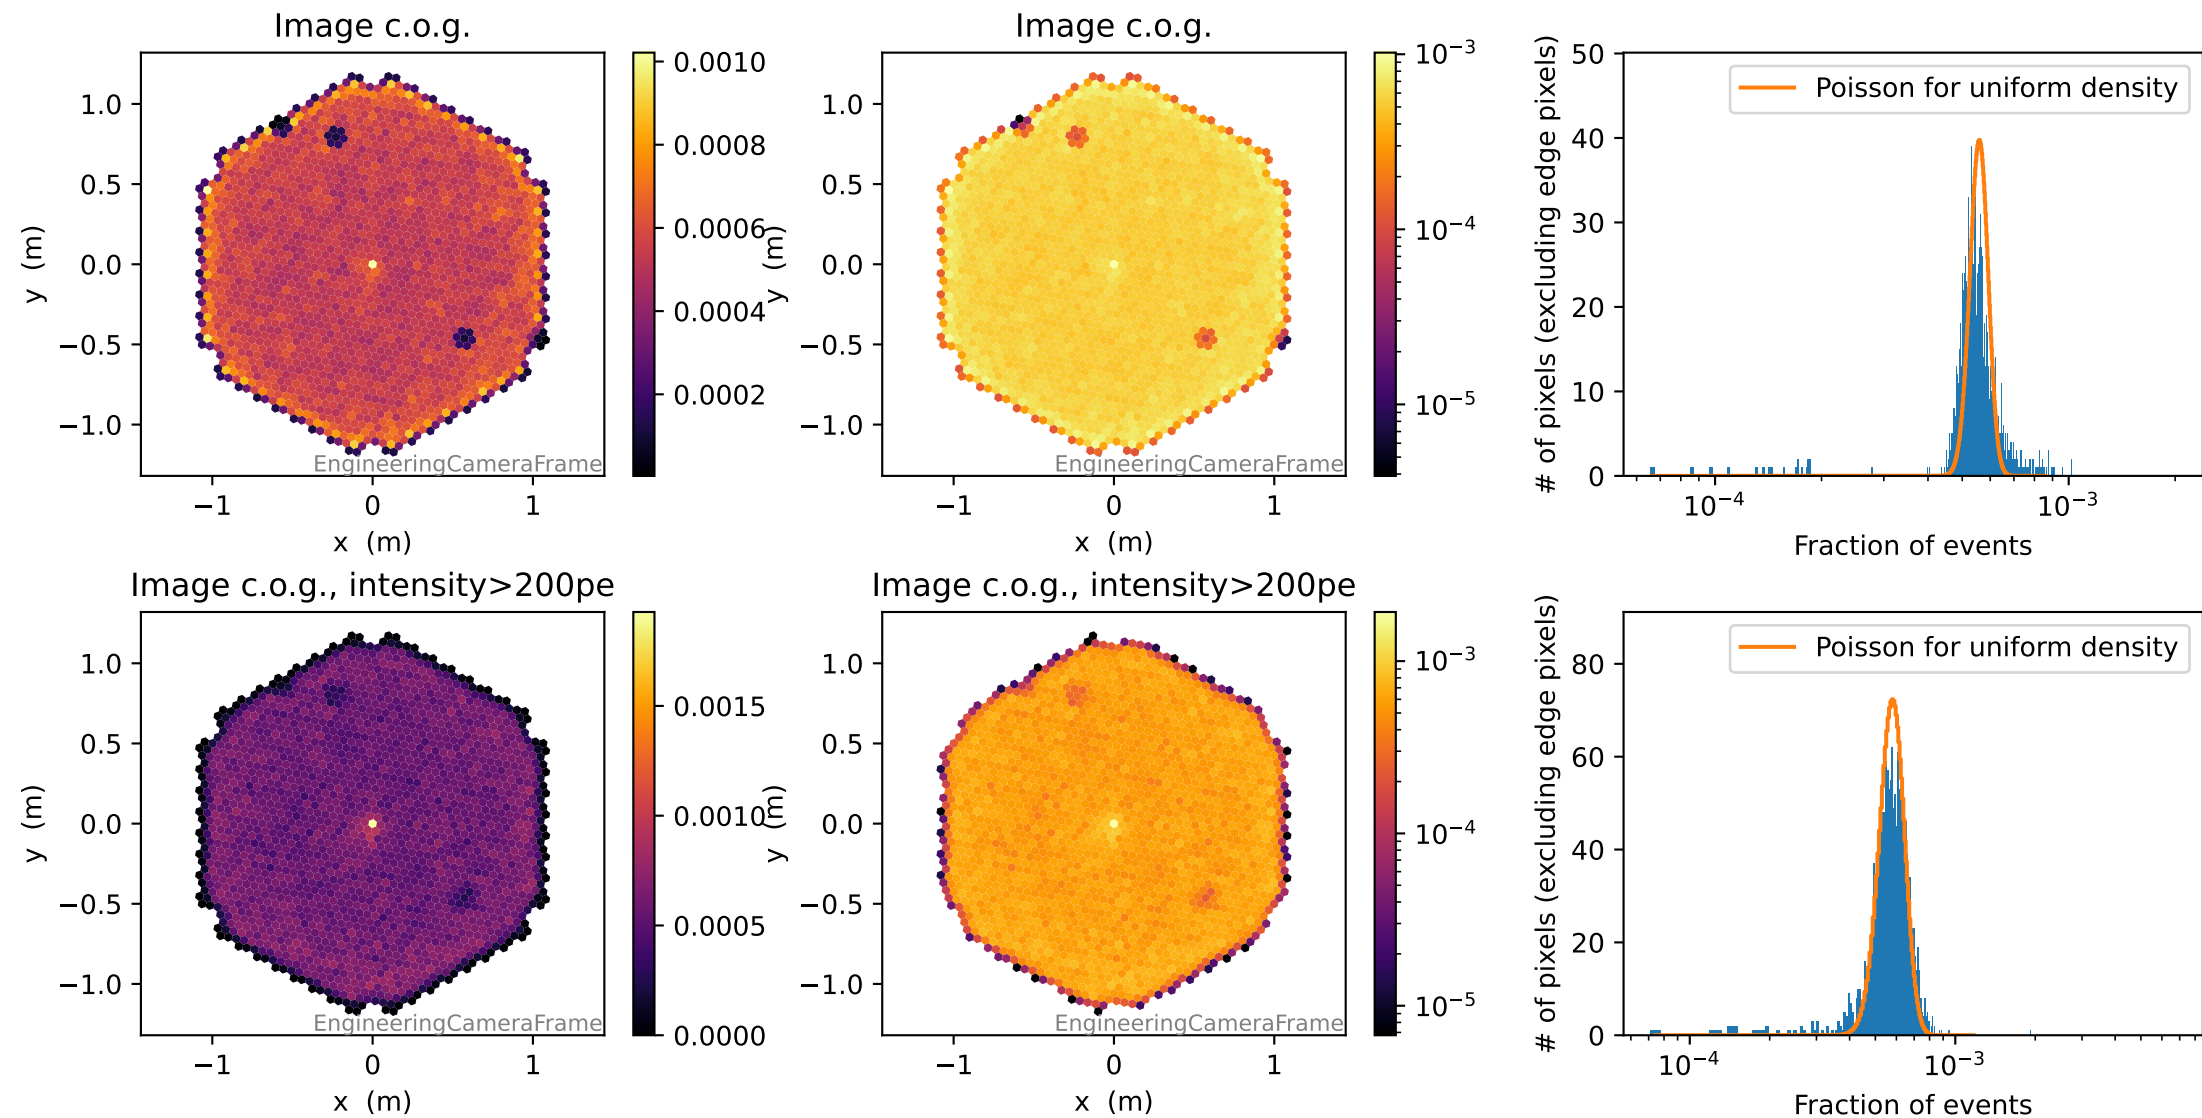 Image c.o.g.
1.0
0.5
0.0
−0.5
−1.0
y (m)
−1
0
1
x (m)
EngineeringCameraFrame
0.0010
0.0008
0.0006
0.0004
0.0002
Image c.o.g.
1.0
0.5
0.0
−0.5
−1.0
y (m)
−1
0
1
x (m)
EngineeringCameraFrame
10⁻³
10⁻⁴
10⁻⁵
Poisson for uniform density
50
40
30
20
10
0
# of pixels (excluding edge pixels)
10⁻⁴
10⁻³
Fraction of events
Image c.o.g., intensity>200pe
1.0
0.5
0.0
−0.5
−1.0
y (m)
−1
0
1
x (m)
EngineeringCameraFrame
0.0015
0.0010
0.0005
0.0000
Image c.o.g., intensity>200pe
1.0
0.5
0.0
−0.5
−1.0
y (m)
−1
0
1
x (m)
EngineeringCameraFrame
10⁻³
10⁻⁴
10⁻⁵
Poisson for uniform density
80
60
40
20
0
# of pixels (excluding edge pixels)
10⁻⁴
10⁻³
Fraction of events